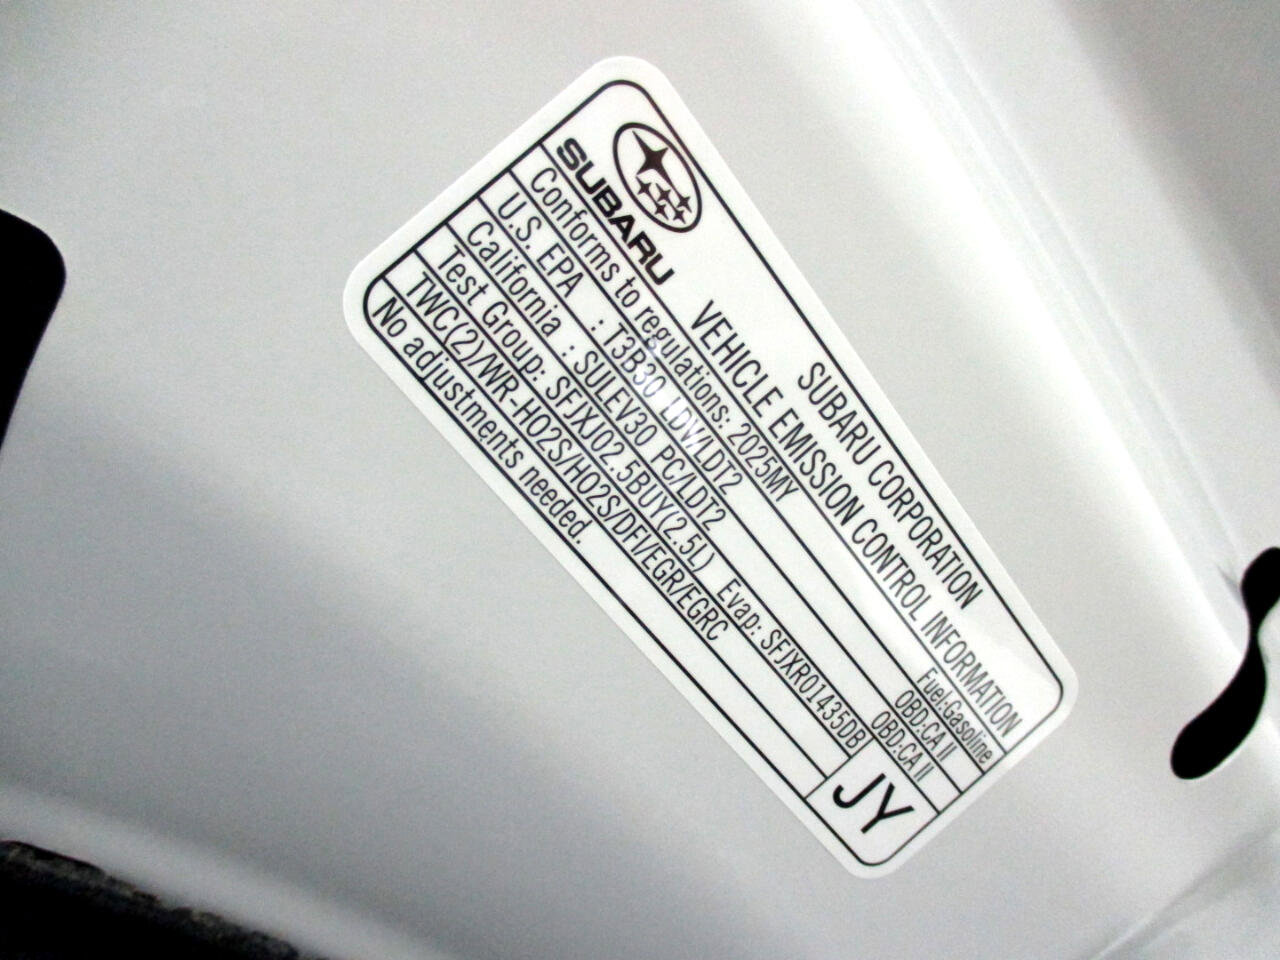 SUBARU
SUBARU CORPORATION
VEHICLE EMISSION CONTROL INFORMATION
Conforms to regulations: 2025MY Fuel:Gasoline
U.S. EPA : T3B30 LDV/LDT2 OBD:CA II
California : SULEV30 PC/LDT2 OBD:CA II
Test Group: SFJXJ02.5BUY(2.5L) Evap: SFJXR01435DB
TWC(2)/WR-HO2S/HO2S/DFI/EGR/EGRC
No adjustments needed.
JY